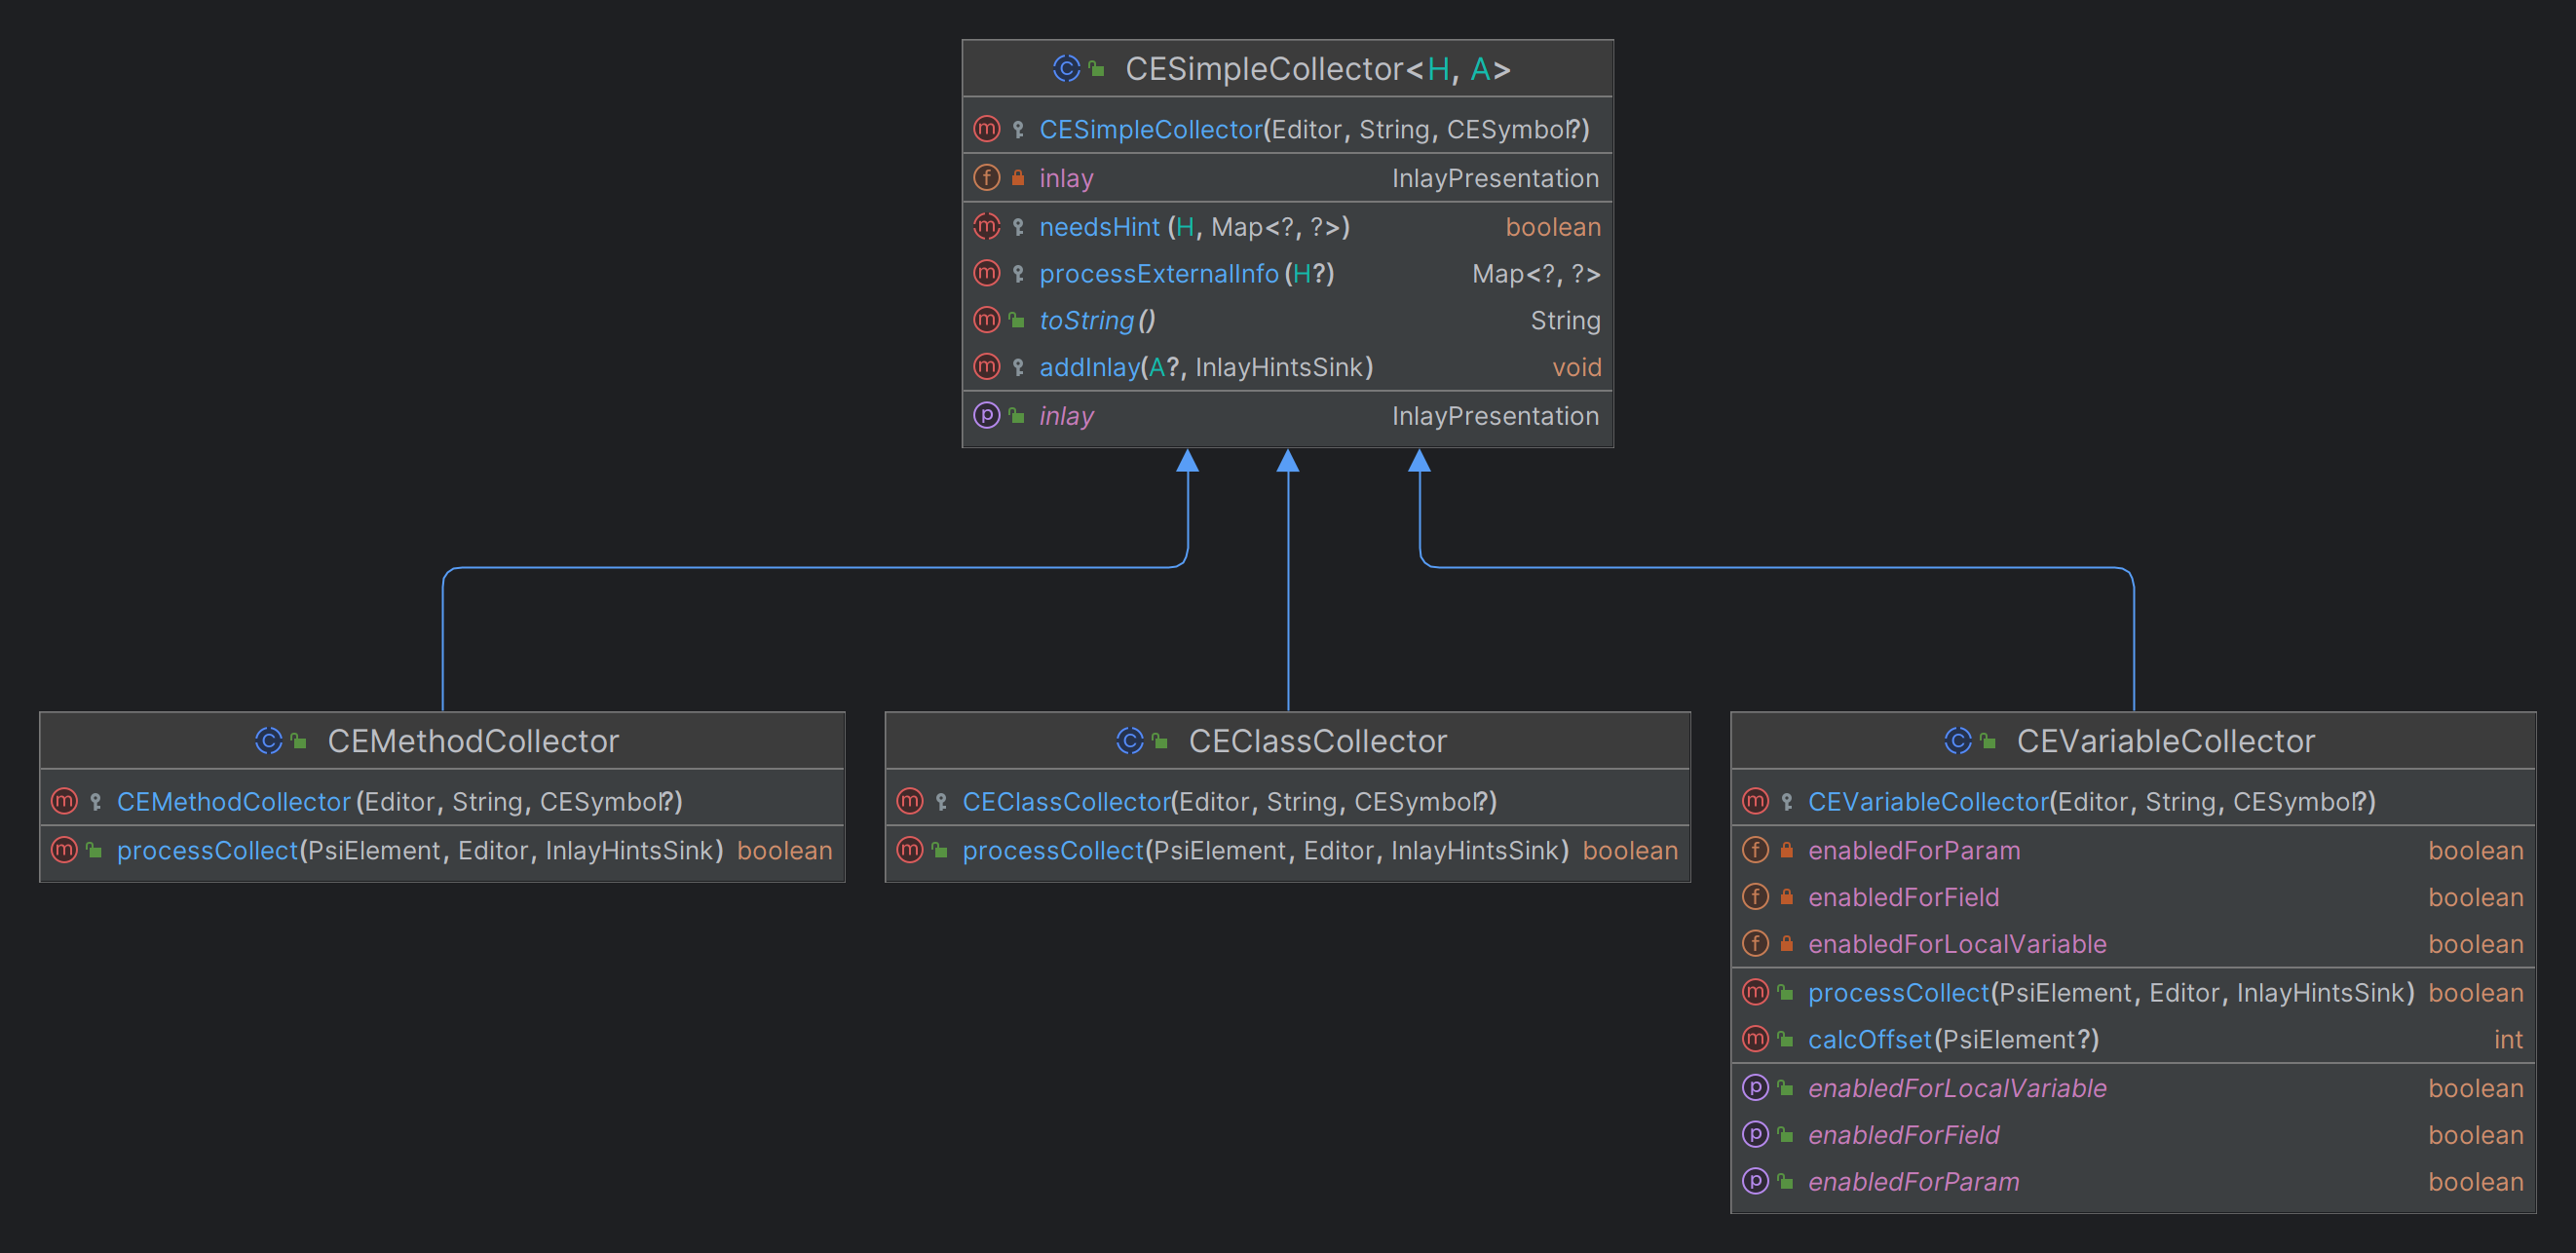 CESimpleCollector<H, A>
CESimpleCollector(Editor, String, CESymbol?)
inlay InlayPresentation
needsHint(H, Map<?, ?>) boolean
processExternalInfo(H?) Map<?, ?>
toString() String
addInlay(A?, InlayHintsSink) void
inlay InlayPresentation
CEMethodCollector
CEMethodCollector(Editor, String, CESymbol?)
processCollect(PsiElement, Editor, InlayHintsSink) boolean
CEClassCollector
CEClassCollector(Editor, String, CESymbol?)
processCollect(PsiElement, Editor, InlayHintsSink) boolean
CEVariableCollector
CEVariableCollector(Editor, String, CESymbol?)
enabledForParam boolean
enabledForField boolean
enabledForLocalVariable boolean
processCollect(PsiElement, Editor, InlayHintsSink) boolean
calcOffset(PsiElement?) int
enabledForLocalVariable boolean
enabledForField boolean
enabledForParam boolean